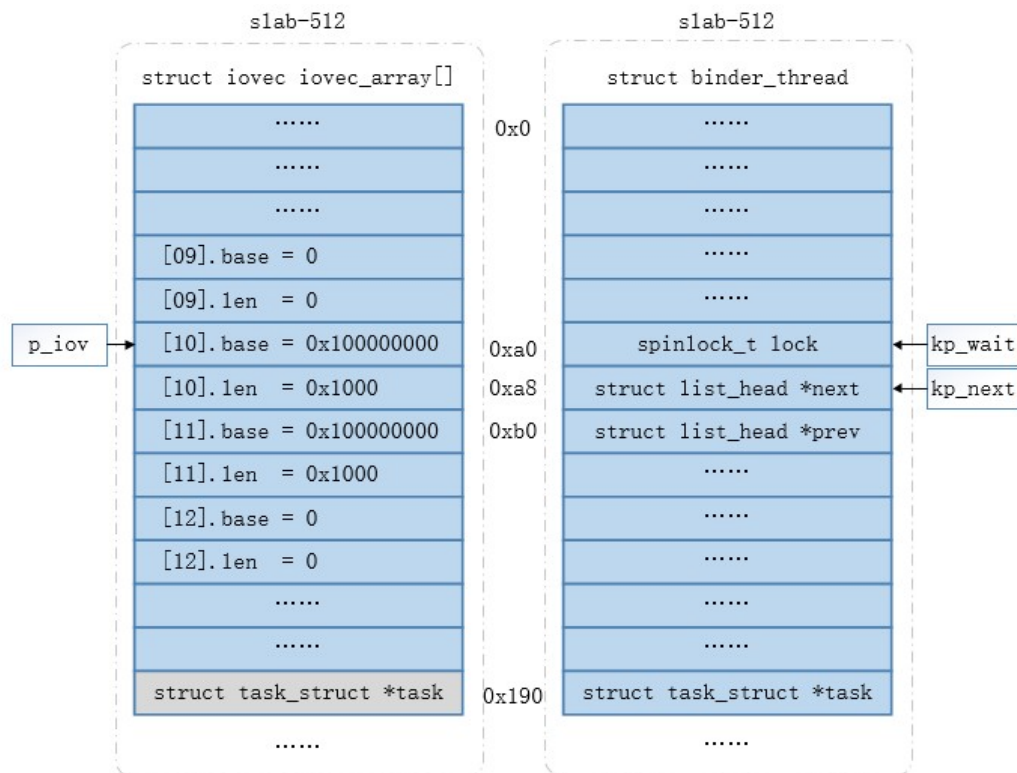 slab-512
struct iovec iovec_array[]
……
……
……
[09].base = 0
[09].len = 0
[10].base = 0x100000000
[10].len = 0x1000
[11].base = 0x100000000
[11].len = 0x1000
[12].base = 0
[12].len = 0
……
……
struct task_struct *task
……
p_iov
0x0
0xa0
0xa8
0xb0
0x190
slab-512
struct binder_thread
……
……
……
……
……
spinlock_t lock
struct list_head *next
struct list_head *prev
……
……
……
……
……
struct task_struct *task
……
kp_wait
kp_next